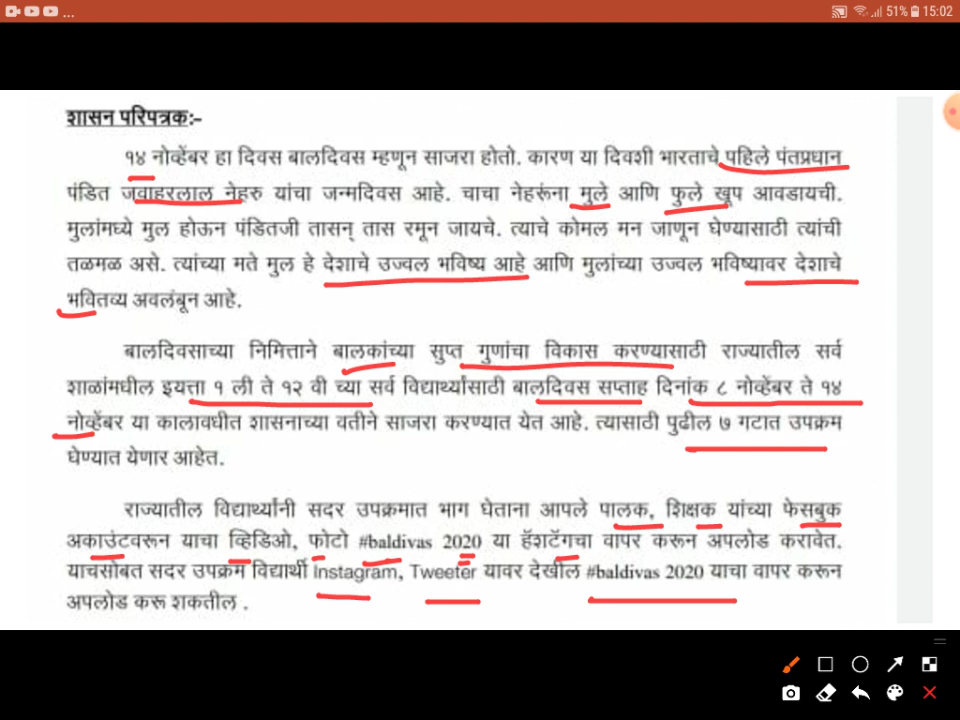 ...
51% 15:02
शासन परिपत्रकः-
१४ नोव्हेंबर हा दिवस बालदिवस म्हणून साजरा होतो. कारण या दिवशी भारताचे पहिले पंतप्रधान
पंडित जवाहरलाल नेहरु यांचा जन्मदिवस आहे. चाचा नेहरूंना मुले आणि फुले खूप आवडायची.
मुलांमध्ये मुल होऊन पंडितजी तासन् तास रमून जायचे. त्याचे कोमल मन जाणून घेण्यासाठी त्यांची
तळमळ असे. त्यांच्या मते मुल हे देशाचे उज्वल भविष्य आहे आणि मुलांच्या उज्वल भविष्यावर देशाचे
भवितव्य अवलंबून आहे.
बालदिवसाच्या निमित्ताने बालकांच्या सुप्त गुणांचा विकास करण्यासाठी राज्यातील सर्व
शाळांमधील इयत्ता १ ली ते १२ वी च्या सर्व विद्यार्थ्यांसाठी बालदिवस सप्ताह दिनांक ८ नोव्हेंबर ते १४
नोव्हेंबर या कालावधीत शासनाच्या वतीने साजरा करण्यात येत आहे. त्यासाठी पुढील ७ गटात उपक्रम
घेण्यात येणार आहेत.
राज्यातील विद्यार्थ्यांनी सदर उपक्रमात भाग घेताना आपले पालक, शिक्षक यांच्या फेसबुक
अकाउंटवरून याचा व्हिडिओ, फोटो #baldivas 2020 या हॅशटॅगचा वापर करून अपलोड करावेत.
याचसोबत सदर उपक्रम विद्यार्थी Instagram, Tweeter यावर देखील #baldivas 2020 याचा वापर करून
अपलोड करू शकतील .